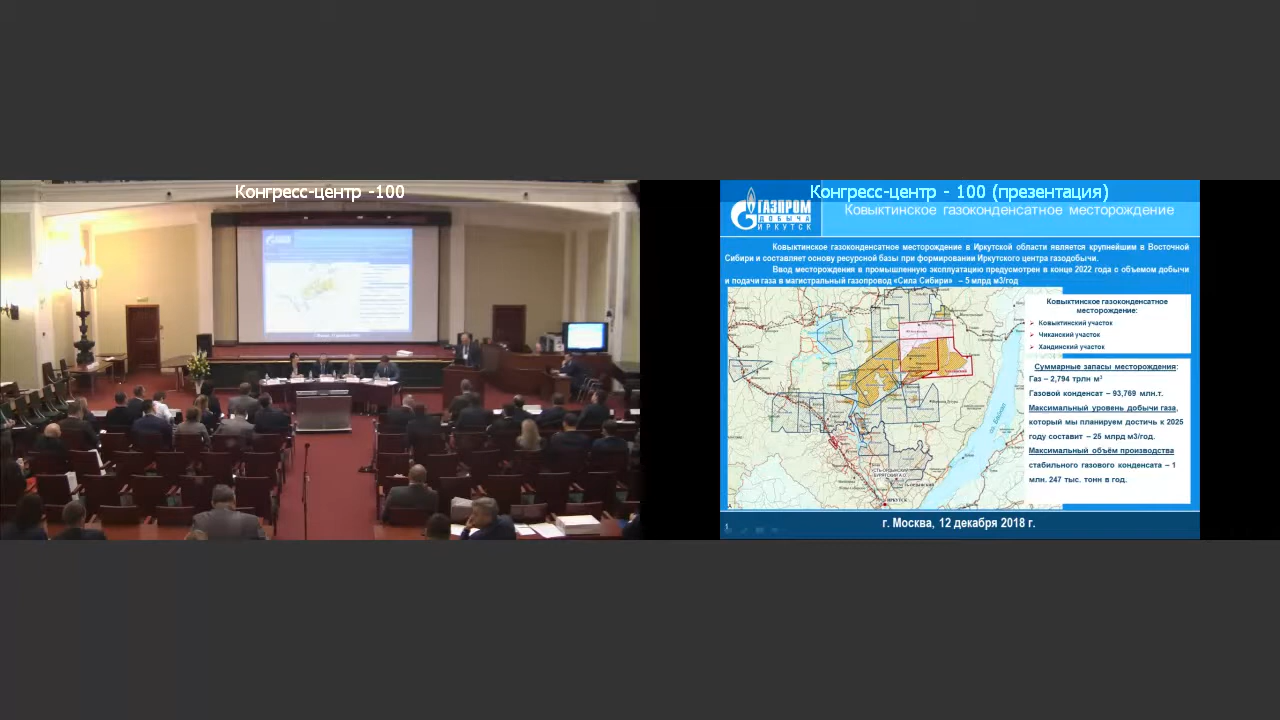 Конгресс-центр -100
Конгресс-центр - 100 (презентация)
ГАЗПРОМ
ДОБЫЧА
ИРКУТСК
Ковыктинское газоконденсатное месторождение
Ковыктинское газоконденсатное месторождение в Иркутской области является крупнейшим в Восточной
Сибири и составляет основу ресурсной базы при формировании Иркутского центра газодобычи.
Ввод месторождения в промышленную эксплуатацию предусмотрен в конце 2022 года с объемом добычи
и подачи газа в магистральный газопровод «Сила Сибири» – 5 млрд м3/год
Ковыктинское газоконденсатное
месторождение:
➢ Ковыктинский участок
➢ Чиканский участок
➢ Хандинский участок
Суммарные запасы месторождения:
Газ – 2,794 трлн м³
Газовой конденсат – 93,769 млн.т.
Максимальный уровень добычи газа,
который мы планируем достичь к 2025
году составит – 25 млрд м3/год.
Максимальный объём производства
стабильного газового конденсата – 1
млн. 247 тыс. тонн в год.
оз. Байкал
ИРКУТСК
г. Москва, 12 декабря 2018 г.
1